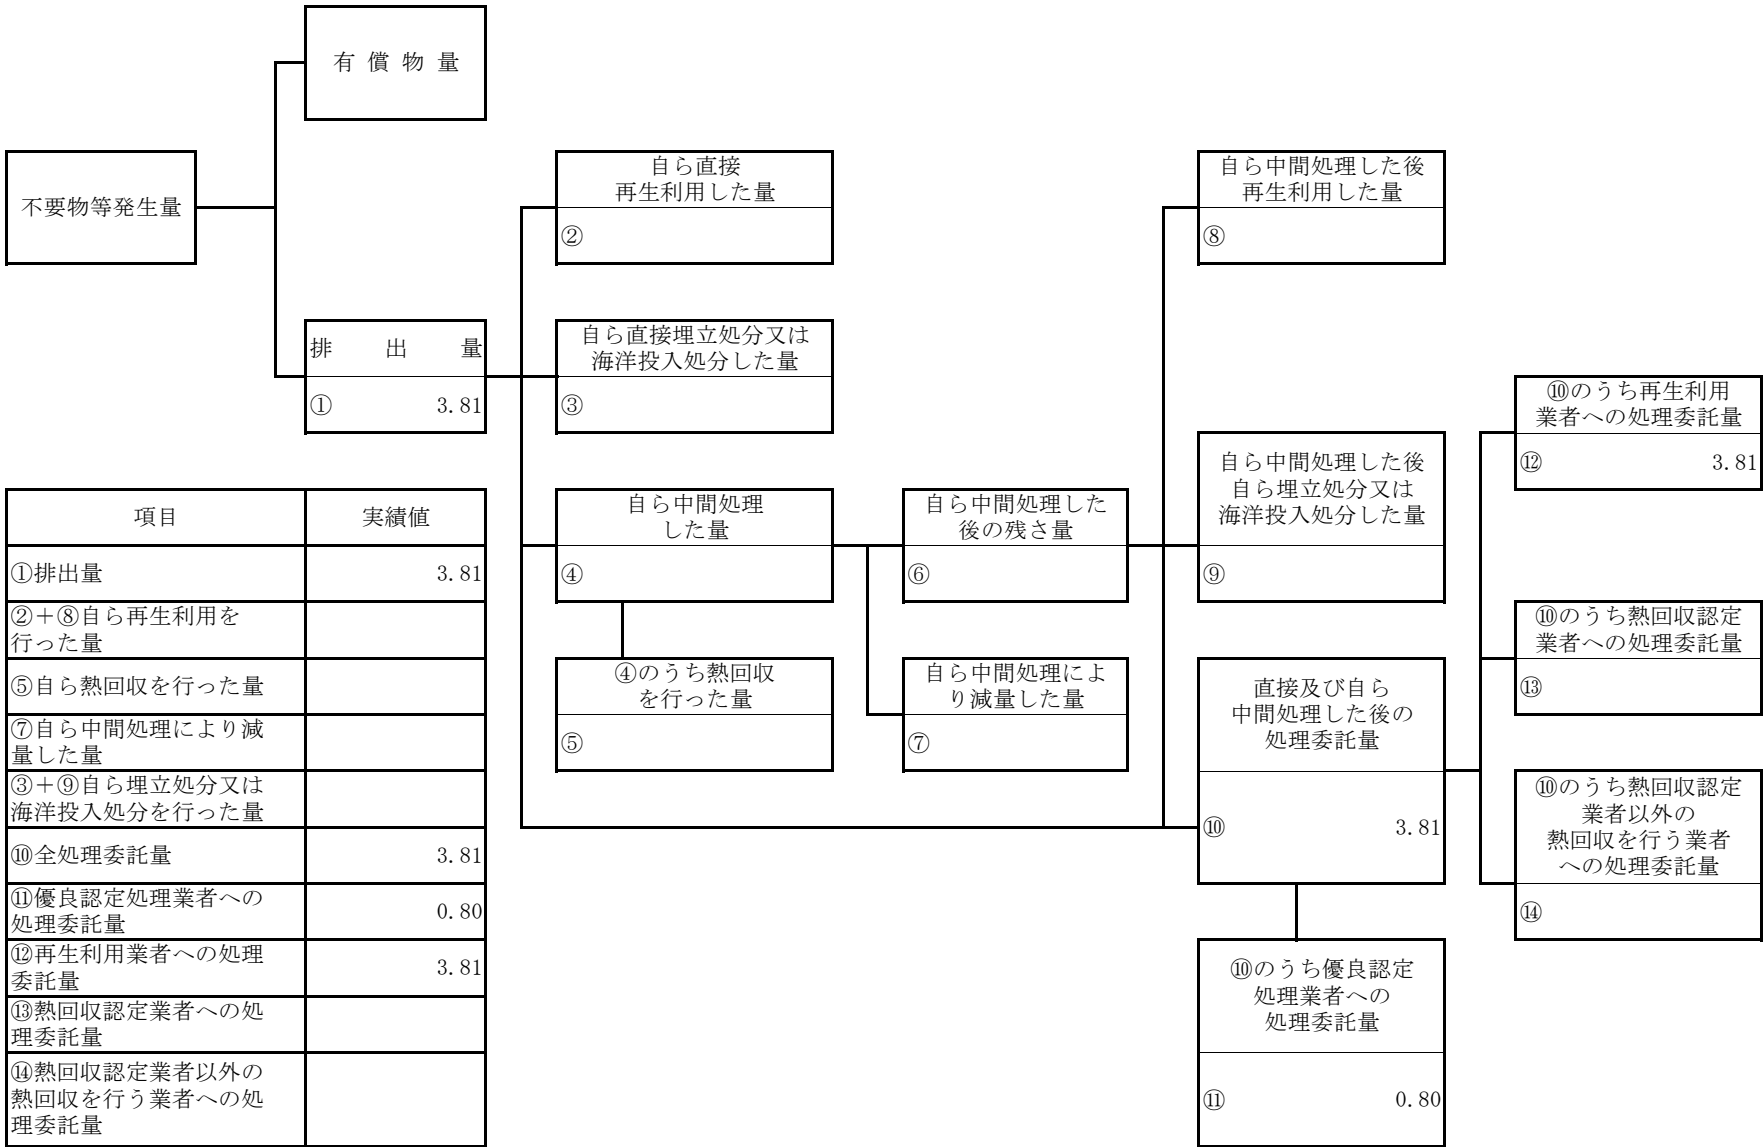 有償物量
不要物等発生量
自ら直接
再生利用した量
②
自ら中間処理した後
再生利用した量
⑧
排出量
① 3.81
自ら直接埋立処分又は
海洋投入処分した量
③
⑩のうち再生利用
業者への処理委託量
⑫ 3.81
自ら中間処理した後
自ら埋立処分又は
海洋投入処分した量
⑨
自ら中間処理
した量
④
自ら中間処理した
後の残さ量
⑥
⑩のうち熱回収認定
業者への処理委託量
⑬
④のうち熱回収
を行った量
⑤
自ら中間処理によ
り減量した量
⑦
直接及び自ら
中間処理した後の
処理委託量
⑩ 3.81
⑩のうち熱回収認定
業者以外の
熱回収を行う業者
への処理委託量
⑭
⑩のうち優良認定
処理業者への
処理委託量
⑪ 0.80
項目 実績値
①排出量 3.81
②+⑧自ら再生利用を
行った量
⑤自ら熱回収を行った量
⑦自ら中間処理により減
量した量
③+⑨自ら埋立処分又は
海洋投入処分を行った量
⑩全処理委託量 3.81
⑪優良認定処理業者への
処理委託量 0.80
⑫再生利用業者への処理
委託量 3.81
⑬熱回収認定業者への処
理委託量
⑭熱回収認定業者以外の
熱回収を行う業者への処
理委託量